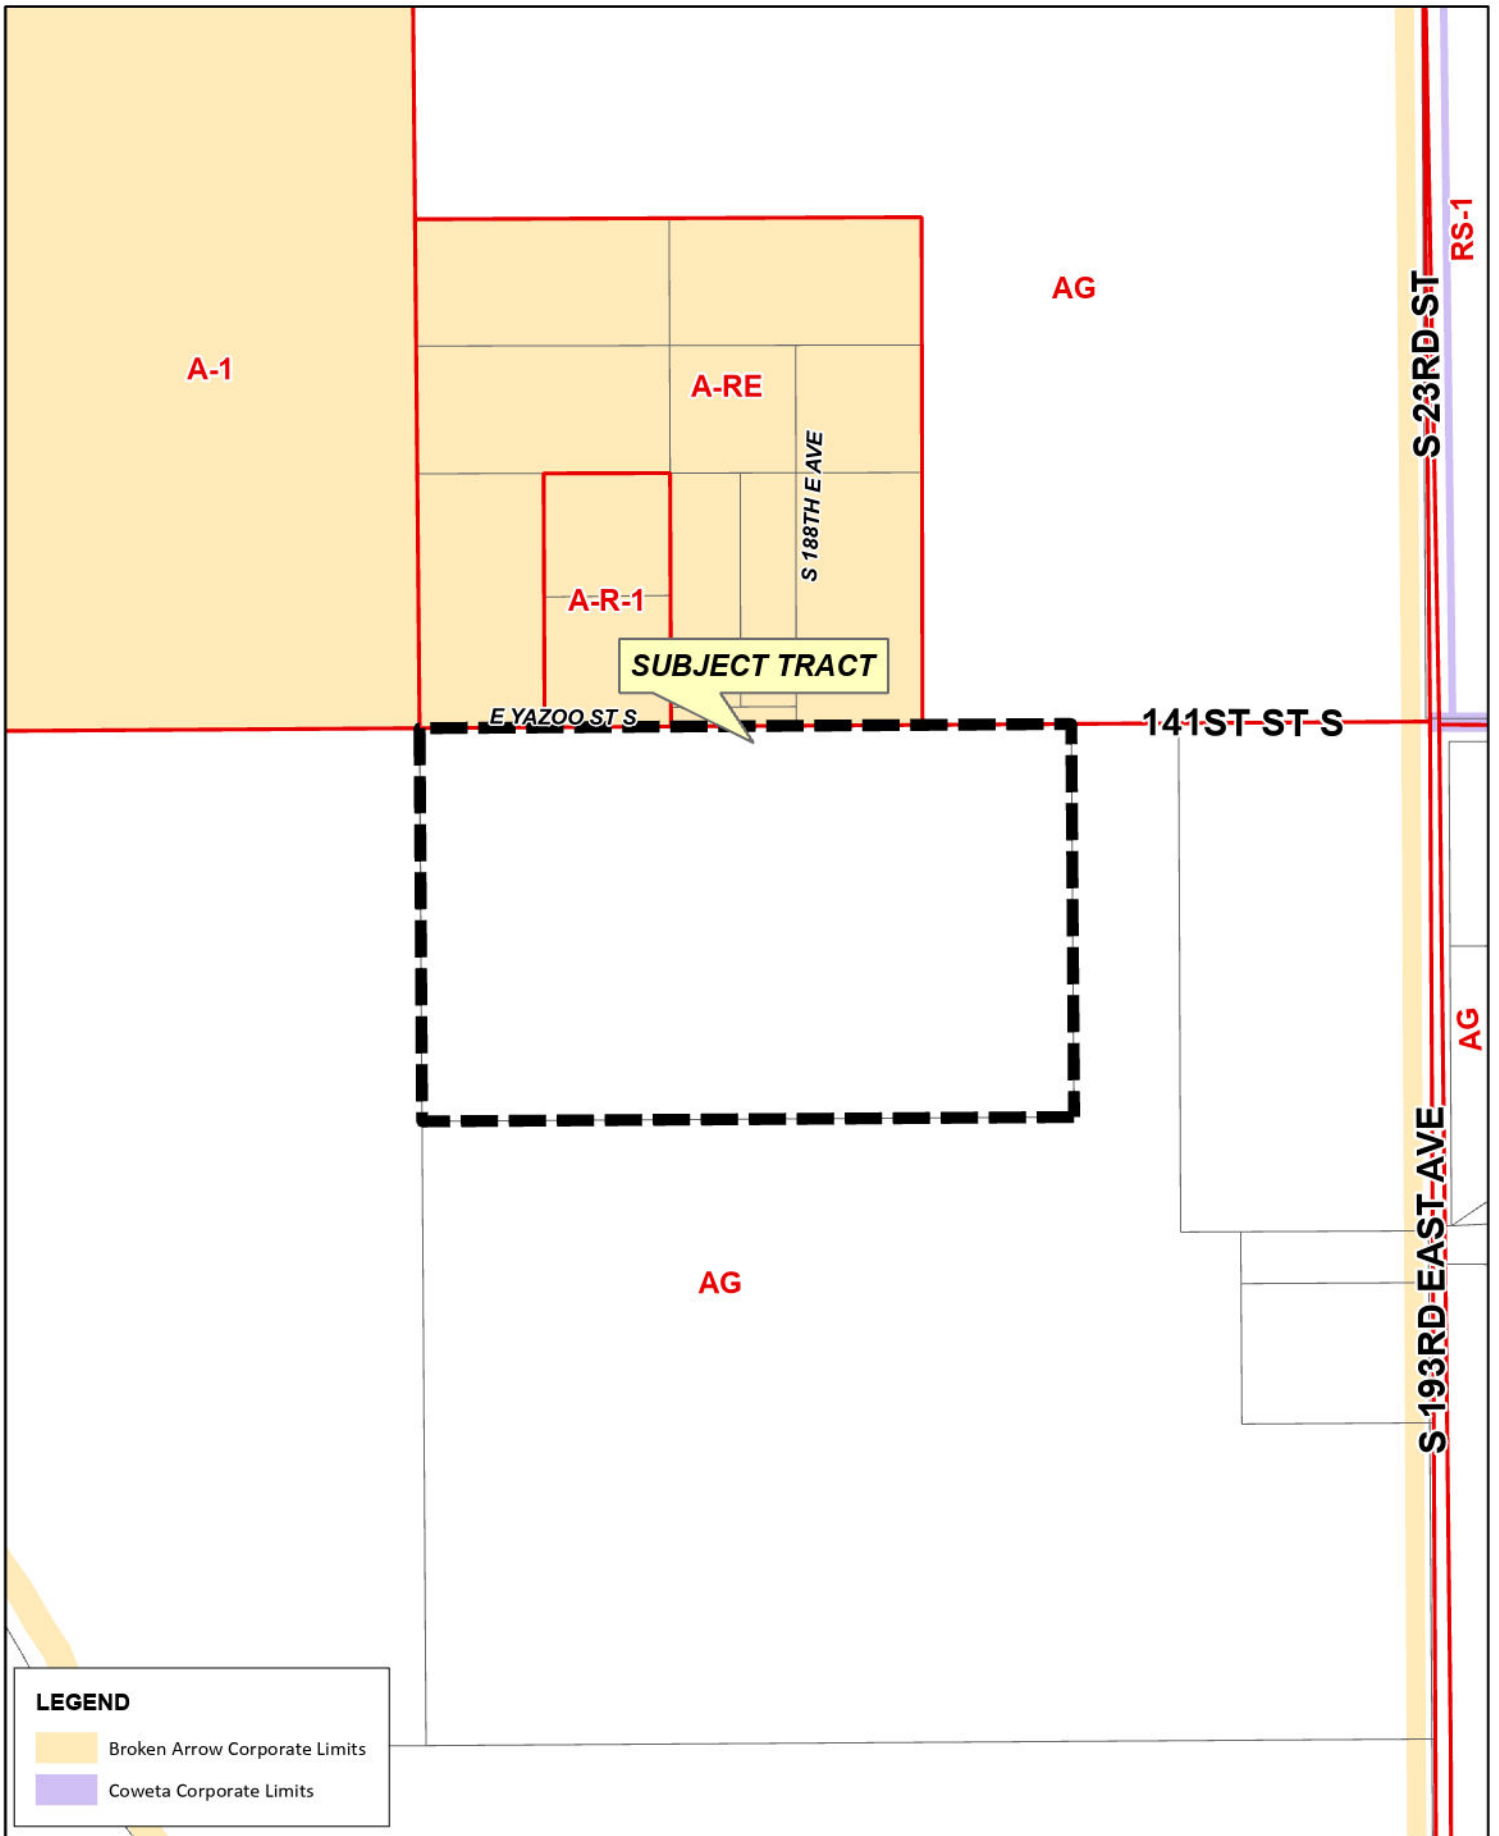 RS-1
AG
S 23RD ST
A-1
A-RE
S 188TH E AVE
A-R-1
SUBJECT TRACT
E YAZOO ST S
141ST ST S
AG
S 193RD EAST AVE
AG
LEGEND
Broken Arrow Corporate Limits
Coweta Corporate Limits